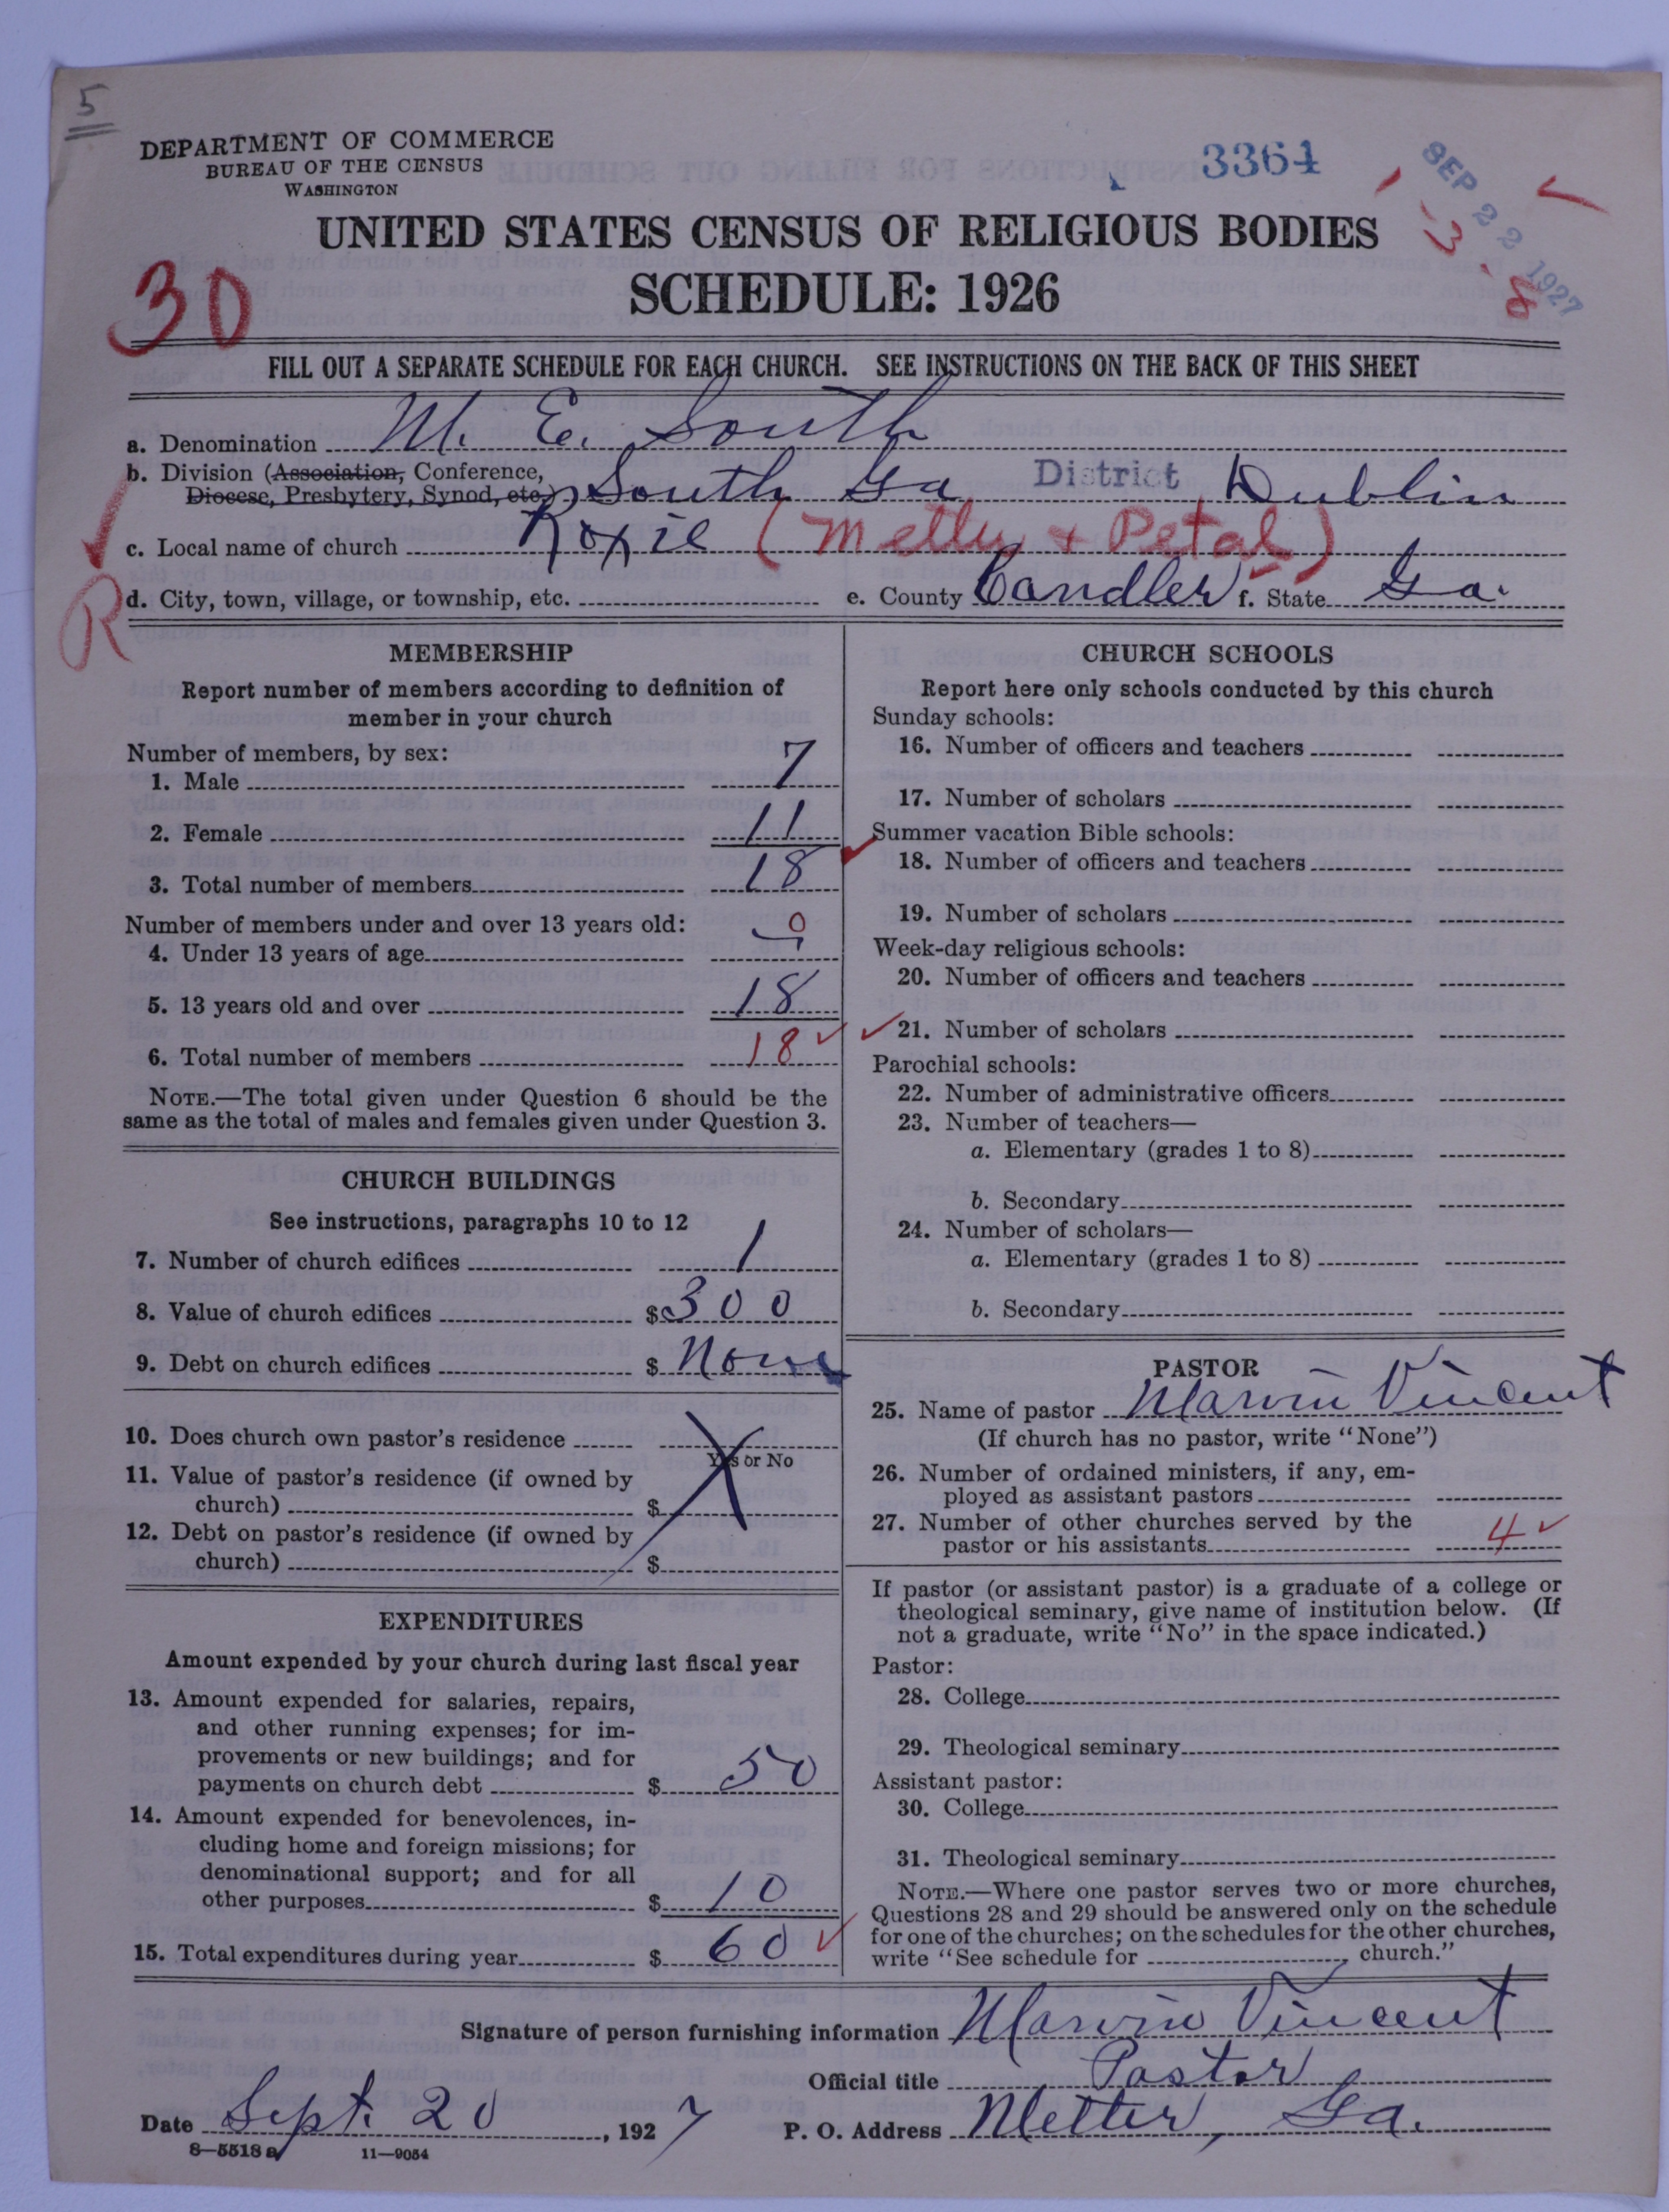 5
DEPARTMENT OF COMMERCE
BUREAU OF THE CENSUS
WASHINGTON
3364
SEP 22 1927
UNITED STATES CENSUS OF RELIGIOUS BODIES
SCHEDULE: 1926
30
FILL OUT A SEPARATE SCHEDULE FOR EACH CHURCH. SEE INSTRUCTIONS ON THE BACK OF THIS SHEET
a. Denomination M. E. South
b. Division (Association, Conference,
Diocese, Presbytery, Synod, etc.) South Ga District Dublin
c. Local name of church Roxie (Metter + Petal)
R
d. City, town, village, or township, etc. e. County Candler f. State Ga.
MEMBERSHIP
Report number of members according to definition of
member in your church
Number of members, by sex:
1. Male 7
2. Female 11
3. Total number of members 18
Number of members under and over 13 years old:
4. Under 13 years of age 0
5. 13 years old and over 18
6. Total number of members 18
NOTE.—The total given under Question 6 should be the
same as the total of males and females given under Question 3.
CHURCH BUILDINGS
See instructions, paragraphs 10 to 12
7. Number of church edifices 1
8. Value of church edifices $ 300
9. Debt on church edifices $ None
10. Does church own pastor's residence
Yes or No
11. Value of pastor's residence (if owned by
church) $
12. Debt on pastor's residence (if owned by
church) $
EXPENDITURES
Amount expended by your church during last fiscal year
13. Amount expended for salaries, repairs,
and other running expenses; for im-
provements or new buildings; and for
payments on church debt $ 50
14. Amount expended for benevolences, in-
cluding home and foreign missions; for
denominational support; and for all
other purposes $ 10
15. Total expenditures during year $ 60
CHURCH SCHOOLS
Report here only schools conducted by this church
Sunday schools:
16. Number of officers and teachers
17. Number of scholars
Summer vacation Bible schools:
18. Number of officers and teachers
19. Number of scholars
Week-day religious schools:
20. Number of officers and teachers
21. Number of scholars
Parochial schools:
22. Number of administrative officers
23. Number of teachers—
a. Elementary (grades 1 to 8)
b. Secondary
24. Number of scholars—
a. Elementary (grades 1 to 8)
b. Secondary
PASTOR
25. Name of pastor Marvin Vincent
(If church has no pastor, write "None")
26. Number of ordained ministers, if any, em-
ployed as assistant pastors
27. Number of other churches served by the
pastor or his assistants 4
If pastor (or assistant pastor) is a graduate of a college or
theological seminary, give name of institution below. (If
not a graduate, write "No" in the space indicated.)
Pastor:
28. College
29. Theological seminary
Assistant pastor:
30. College
31. Theological seminary
NOTE.—Where one pastor serves two or more churches,
Questions 28 and 29 should be answered only on the schedule
for one of the churches; on the schedules for the other churches,
write "See schedule for church."
Signature of person furnishing information Marvin Vincent
Official title Pastor
Date Sept. 20, 1927 P. O. Address Metter, Ga.
8—5518 a 11—9054